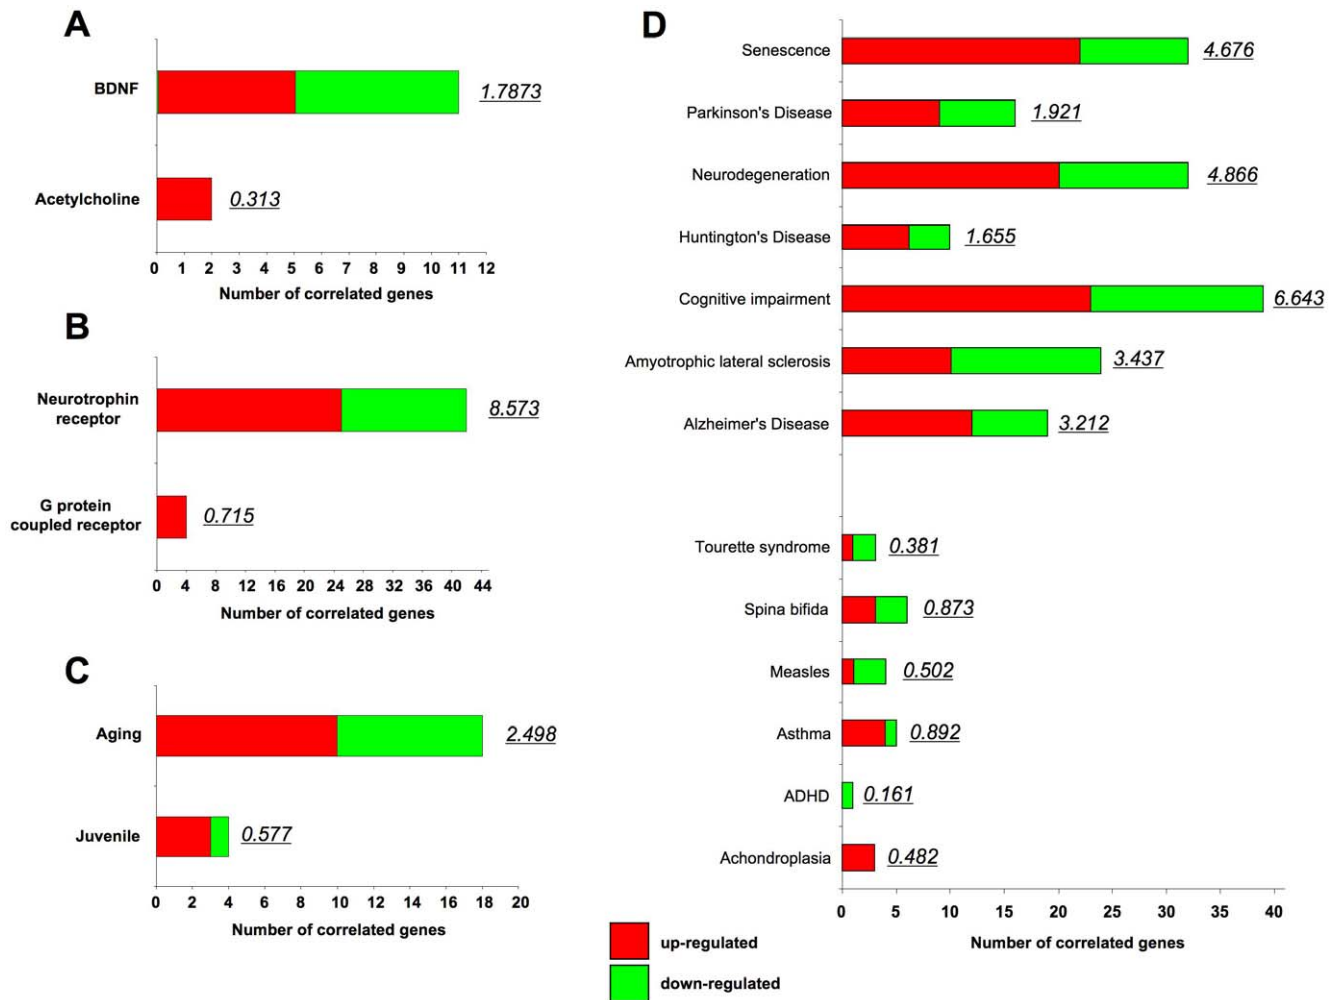 A
BDNF
1.7873
Acetylcholine
0.313
0 1 2 3 4 5 6 7 8 9 10 11 12
Number of correlated genes
B
Neurotrophin
receptor
8.573
G protein
coupled receptor
0.715
0 4 8 12 16 20 24 28 32 36 40 44
Number of correlated genes
C
Aging
2.498
Juvenile
0.577
0 2 4 6 8 10 12 14 16 18 20
Number of correlated genes
D
Senescence
4.676
Parkinson's Disease
1.921
Neurodegeneration
4.866
Huntington's Disease
1.655
Cognitive impairment
6.643
Amyotrophic lateral sclerosis
3.437
Alzheimer's Disease
3.212
Tourette syndrome
0.381
Spina bifida
0.873
Measles
0.502
Asthma
0.892
ADHD
0.161
Achondroplasia
0.482
0 5 10 15 20 25 30 35 40
Number of correlated genes
up-regulated
down-regulated